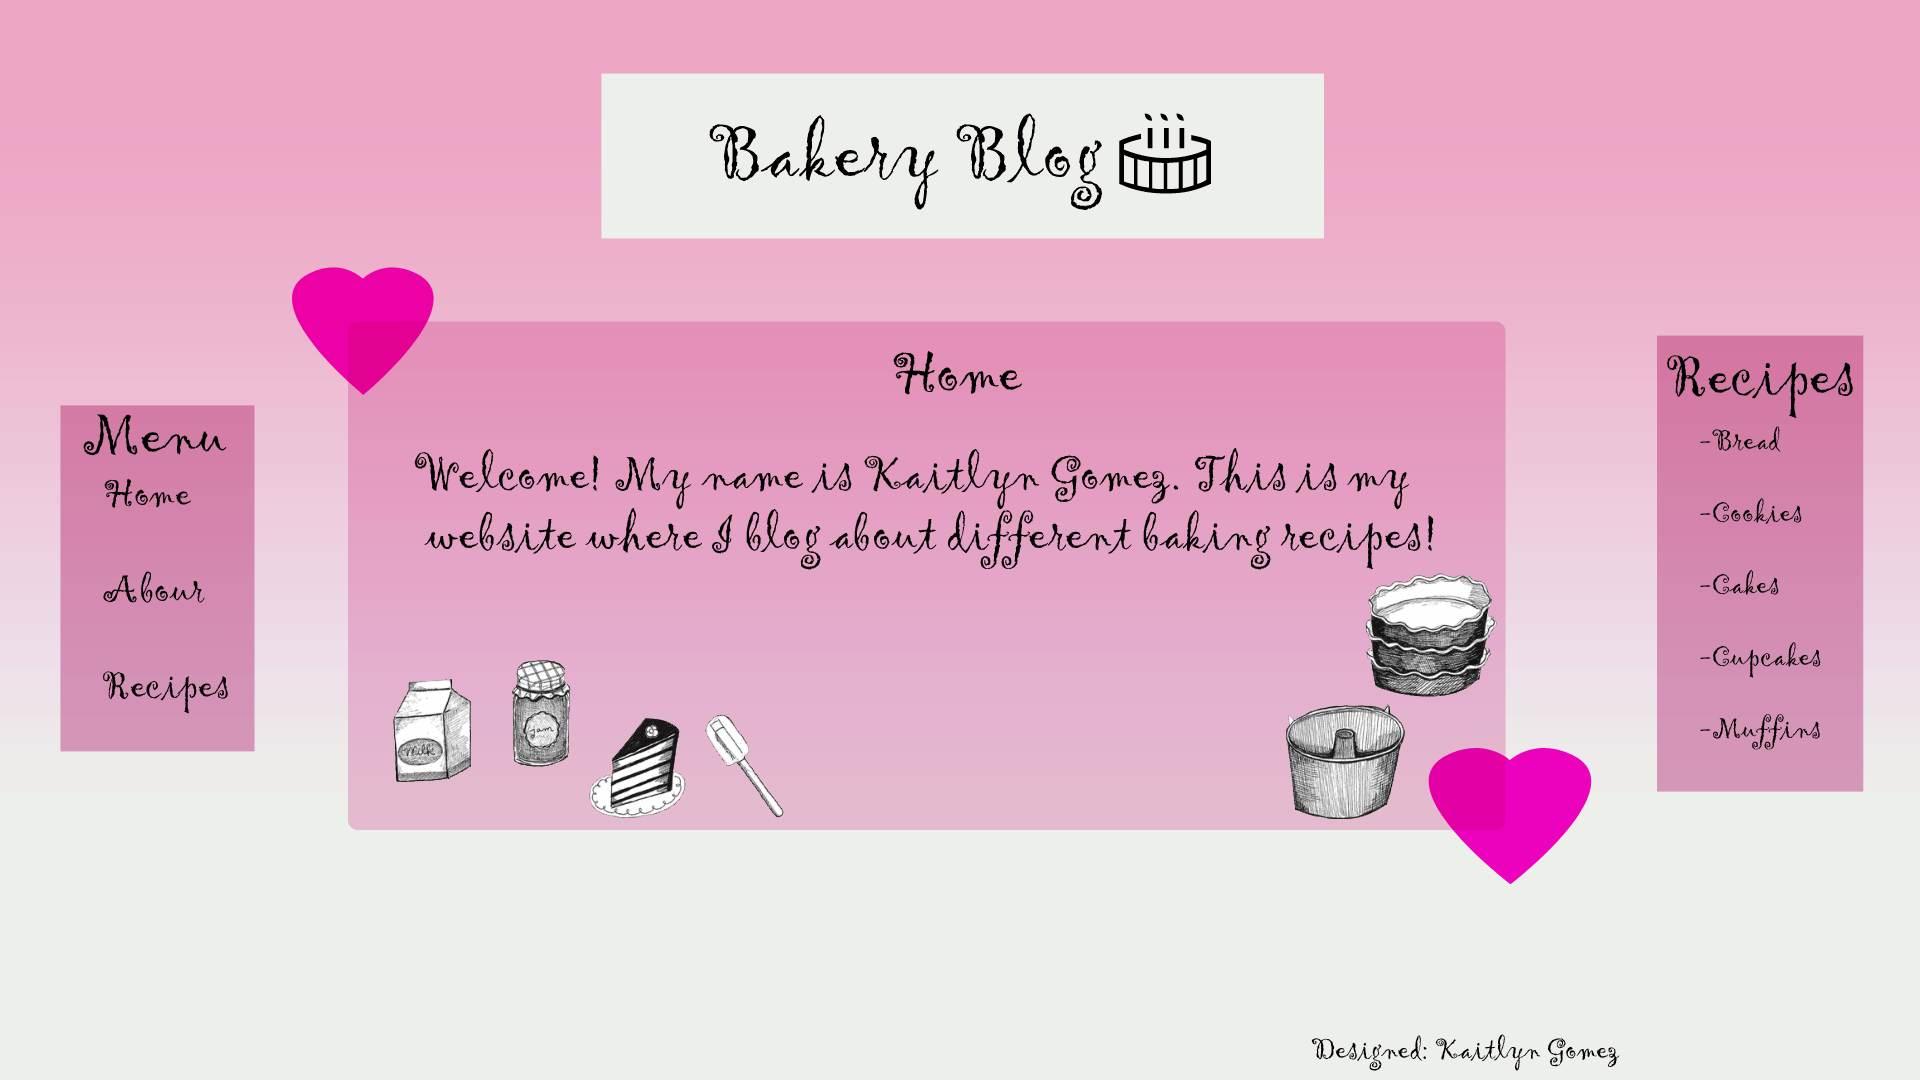 Bakery Blog
Menu
Home
Abour
Recipes
Home
Welcome! My name is Kaitlyn Gomez. This is my
website where I blog about different baking recipes!
Milk
Jam
Recipes
-Bread
-Cookies
-Cakes
-Cupcakes
-Muffins
Designed: Kaitlyn Gomez